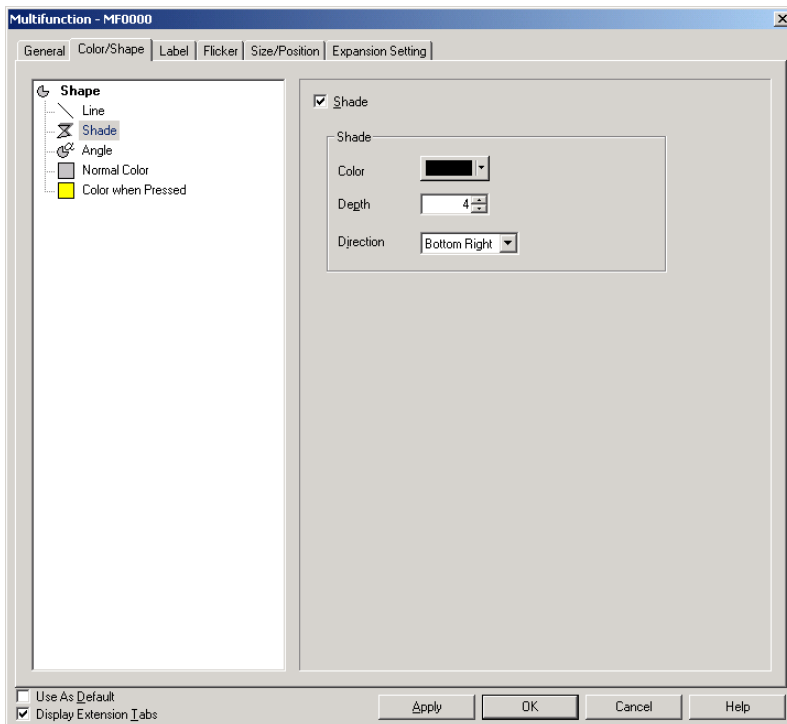 Multifunction - MF0000
General Color/Shape Label Flicker Size/Position Expansion Setting
Shape
Line
Shade
Angle
Normal Color
Color when Pressed
Shade
Shade
Color
Depth 4
Direction Bottom Right
Use As Default
Display Extension Tabs
Apply OK Cancel Help